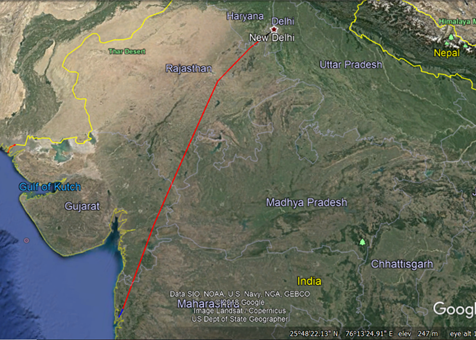 Haryana
Delhi
New Delhi
Himalaya
Thar Desert
Nepal
Rajasthan
Uttar Pradesh
Gulf of Kutch
Gujarat
Madhya Pradesh
Chhattisgarh
India
Data SIO, NOAA, U.S. Navy, NGA, GEBCO
Maharashtra
© 2018 Google
Image Landsat / Copernicus
US Dept of State Geographer
Googl
25°48'22.13" N 76°13'24.91" E elev 247 m eye alt